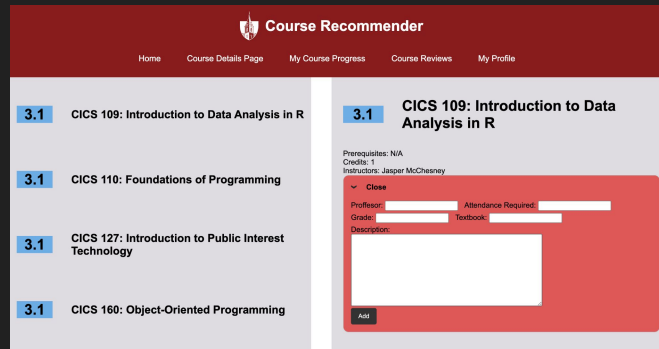 Course Recommender
Home Course Details Page My Course Progress Course Reviews My Profile
3.1 CICS 109: Introduction to Data Analysis in R
3.1 CICS 110: Foundations of Programming
3.1 CICS 127: Introduction to Public Interest
Technology
3.1 CICS 160: Object-Oriented Programming
3.1 CICS 109: Introduction to Data
Analysis in R
Prerequisites: N/A
Credits: 1
Instructors: Jasper McChesney
Close
Proffesor: Attendance Required:
Grade: Textbook:
Description:
Add